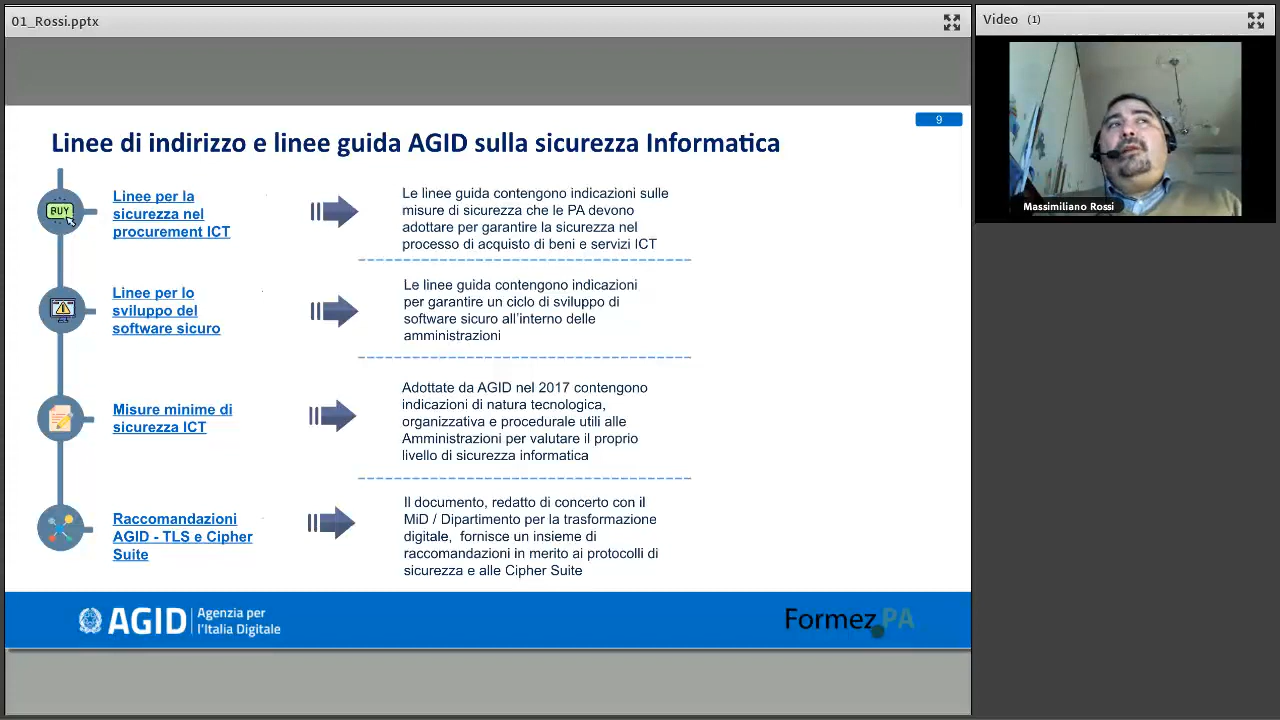 01_Rossi.pptx
Video (1)
9
Linee di indirizzo e linee guida AGID sulla sicurezza Informatica
Linee per la
sicurezza nel
procurement ICT
BUY
Le linee guida contengono indicazioni sulle
misure di sicurezza che le PA devono
adottare per garantire la sicurezza nel
processo di acquisto di beni e servizi ICT
Linee per lo
sviluppo del
software sicuro
Le linee guida contengono indicazioni
per garantire un ciclo di sviluppo di
software sicuro all'interno delle
amministrazioni
Misure minime di
sicurezza ICT
Adottate da AGID nel 2017 contengono
indicazioni di natura tecnologica,
organizzativa e procedurale utili alle
Amministrazioni per valutare il proprio
livello di sicurezza informatica
Raccomandazioni
AGID - TLS e Cipher
Suite
Il documento, redatto di concerto con il
MiD / Dipartimento per la trasformazione
digitale, fornisce un insieme di
raccomandazioni in merito ai protocolli di
sicurezza e alle Cipher Suite
AGID
Agenzia per
l'Italia Digitale
Formez PA
Massimiliano Rossi